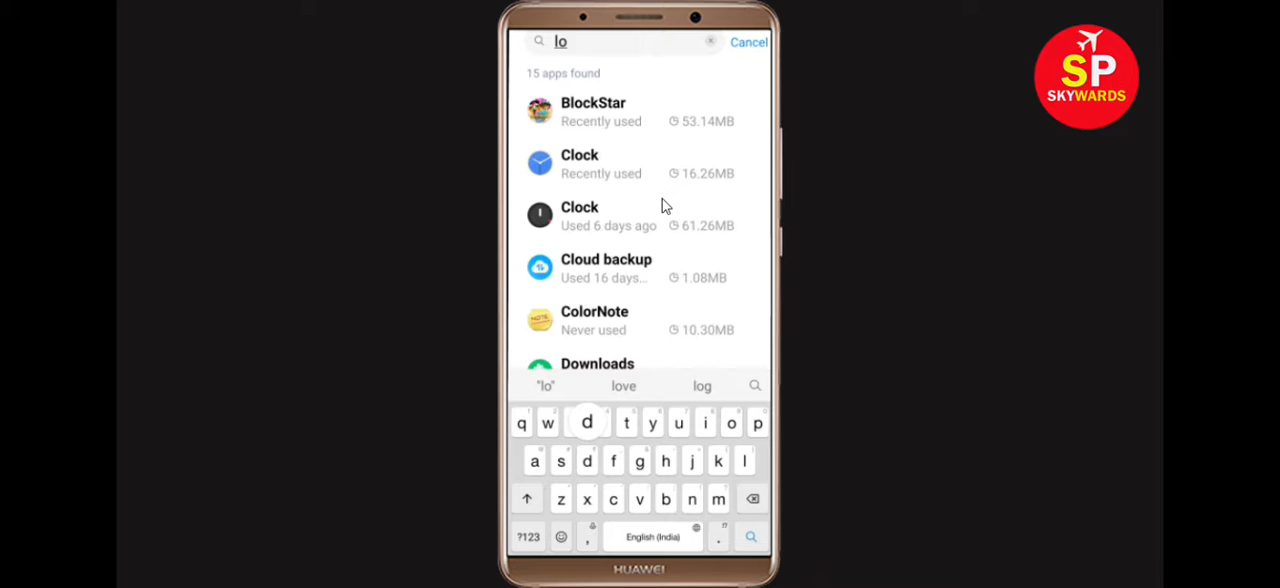 lo
Cancel
15 apps found
BlockStar
Recently used 53.14MB
Clock
Recently used 16.26MB
Clock
Used 6 days ago 61.26MB
Cloud backup
Used 16 days... 1.08MB
NOTE
ColorNote
Never used 10.30MB
Downloads
"lo" love log
q w d t y u i o p
a s d f g h j k l
z x c v b n m
?123 , English (India) .
HUAWEI
SP
SKYWARDS